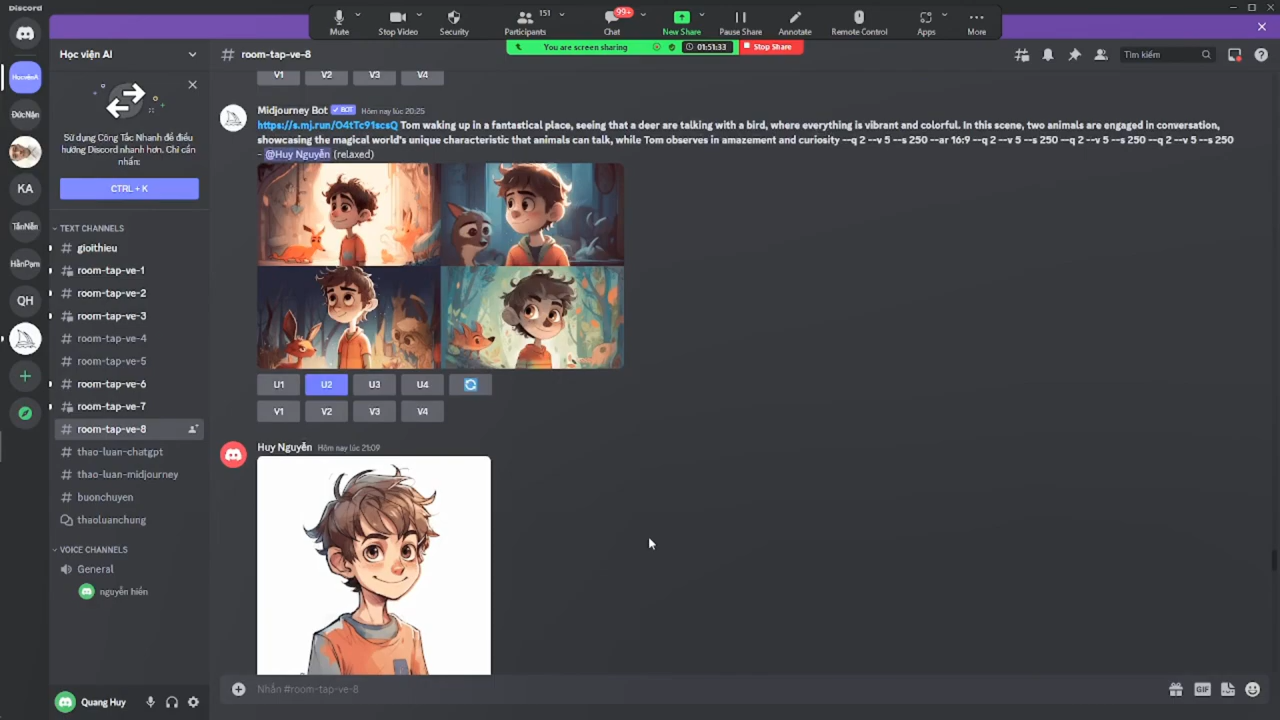 Discord
Mute
Stop Video
Security
Participants
151
Chat
99+
New Share
Pause Share
Annotate
Remote Control
Apps
More
You are screen sharing
01:51:33
Stop Share
Học viện AI
room-tap-ve-8
Tìm kiếm
Sử dụng Công Tắc Nhanh để điều
hướng Discord nhanh hơn. Chỉ cần
nhấn:
CTRL + K
ĐứcNận
KA
HằnPạm
QH
TEXT CHANNELS
gioithieu
room-tap-ve-1
room-tap-ve-2
room-tap-ve-3
room-tap-ve-4
room-tap-ve-5
room-tap-ve-6
room-tap-ve-7
room-tap-ve-8
thao-luan-chatgpt
thao-luan-midjourney
buonchuyen
thaoluanchung
VOICE CHANNELS
General
nguyễn hiền
Quang Huy
V1 V2 V3 V4
Midjourney Bot ✓ BOT Hôm nay lúc 20:25
https://s.mj.run/O4tTc91scsQ Tom waking up in a fantastical place, seeing that a deer are talking with a bird, where everything is vibrant and colorful. In this scene, two animals are engaged in conversation,
showcasing the magical world's unique characteristic that animals can talk, while Tom observes in amazement and curiosity --q 2 --v 5 --s 250 --ar 16:9 --q 2 --v 5 --s 250 --q 2 --v 5 --s 250 --q 2 --v 5 --s 250
- @Huy Nguyễn (relaxed)
U1 U2 U3 U4
V1 V2 V3 V4
Huy Nguyễn Hôm nay lúc 21:09
Nhắn #room-tap-ve-8
GIF